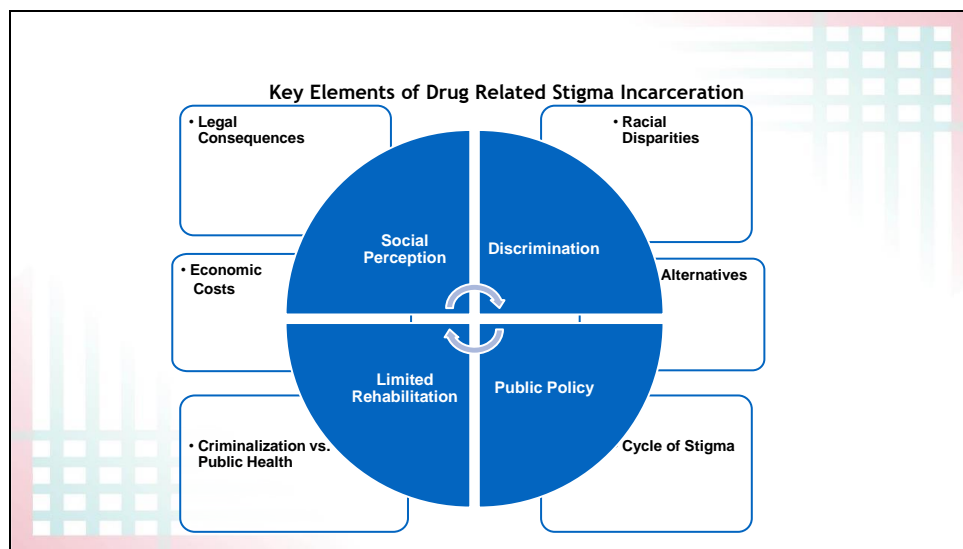 Key Elements of Drug Related Stigma Incarceration
• Legal
Consequences
• Racial
Disparities
Social
Perception
Discrimination
• Economic
Costs
Alternatives
Limited
Rehabilitation
Public Policy
• Criminalization vs.
Public Health
Cycle of Stigma